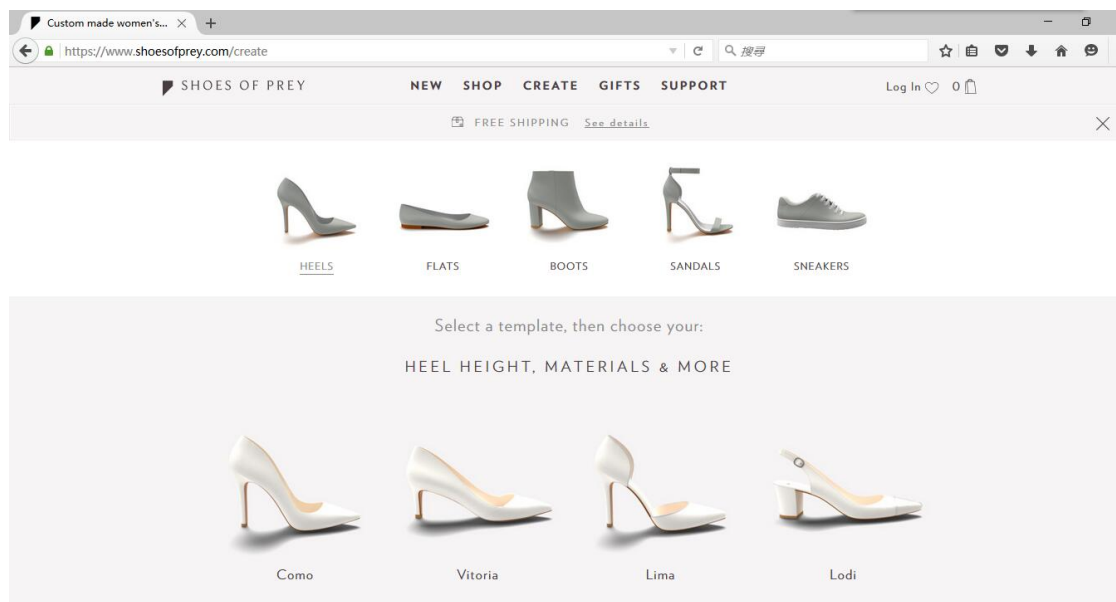 Custom made women's...
https://www.shoesofprey.com/create
搜尋
SHOES OF PREY NEW SHOP CREATE GIFTS SUPPORT Log In 0
FREE SHIPPING See details
HEELS FLATS BOOTS SANDALS SNEAKERS
Select a template, then choose your:
HEEL HEIGHT, MATERIALS & MORE
Como Vitoria Lima Lodi